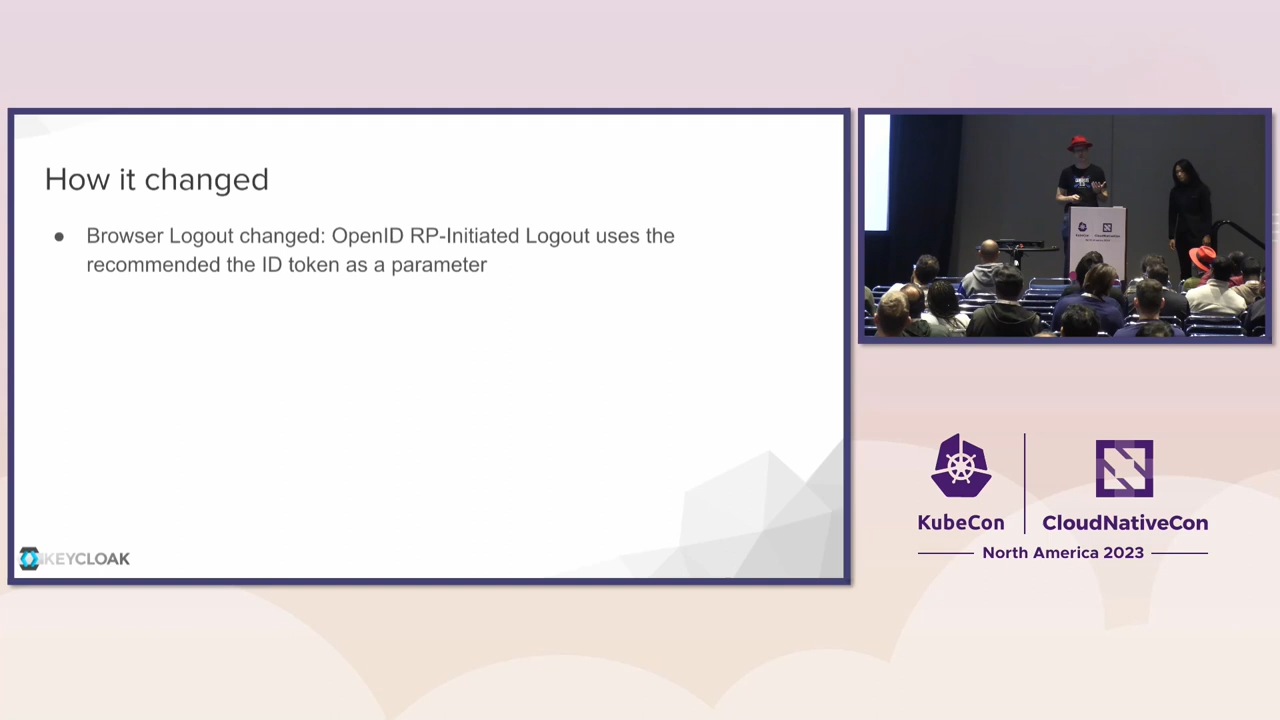 How it changed
● Browser Logout changed: OpenID RP-Initiated Logout uses the
recommended the ID token as a parameter
KEYCLOAK
KubeCon
CloudNativeCon
North America 2023